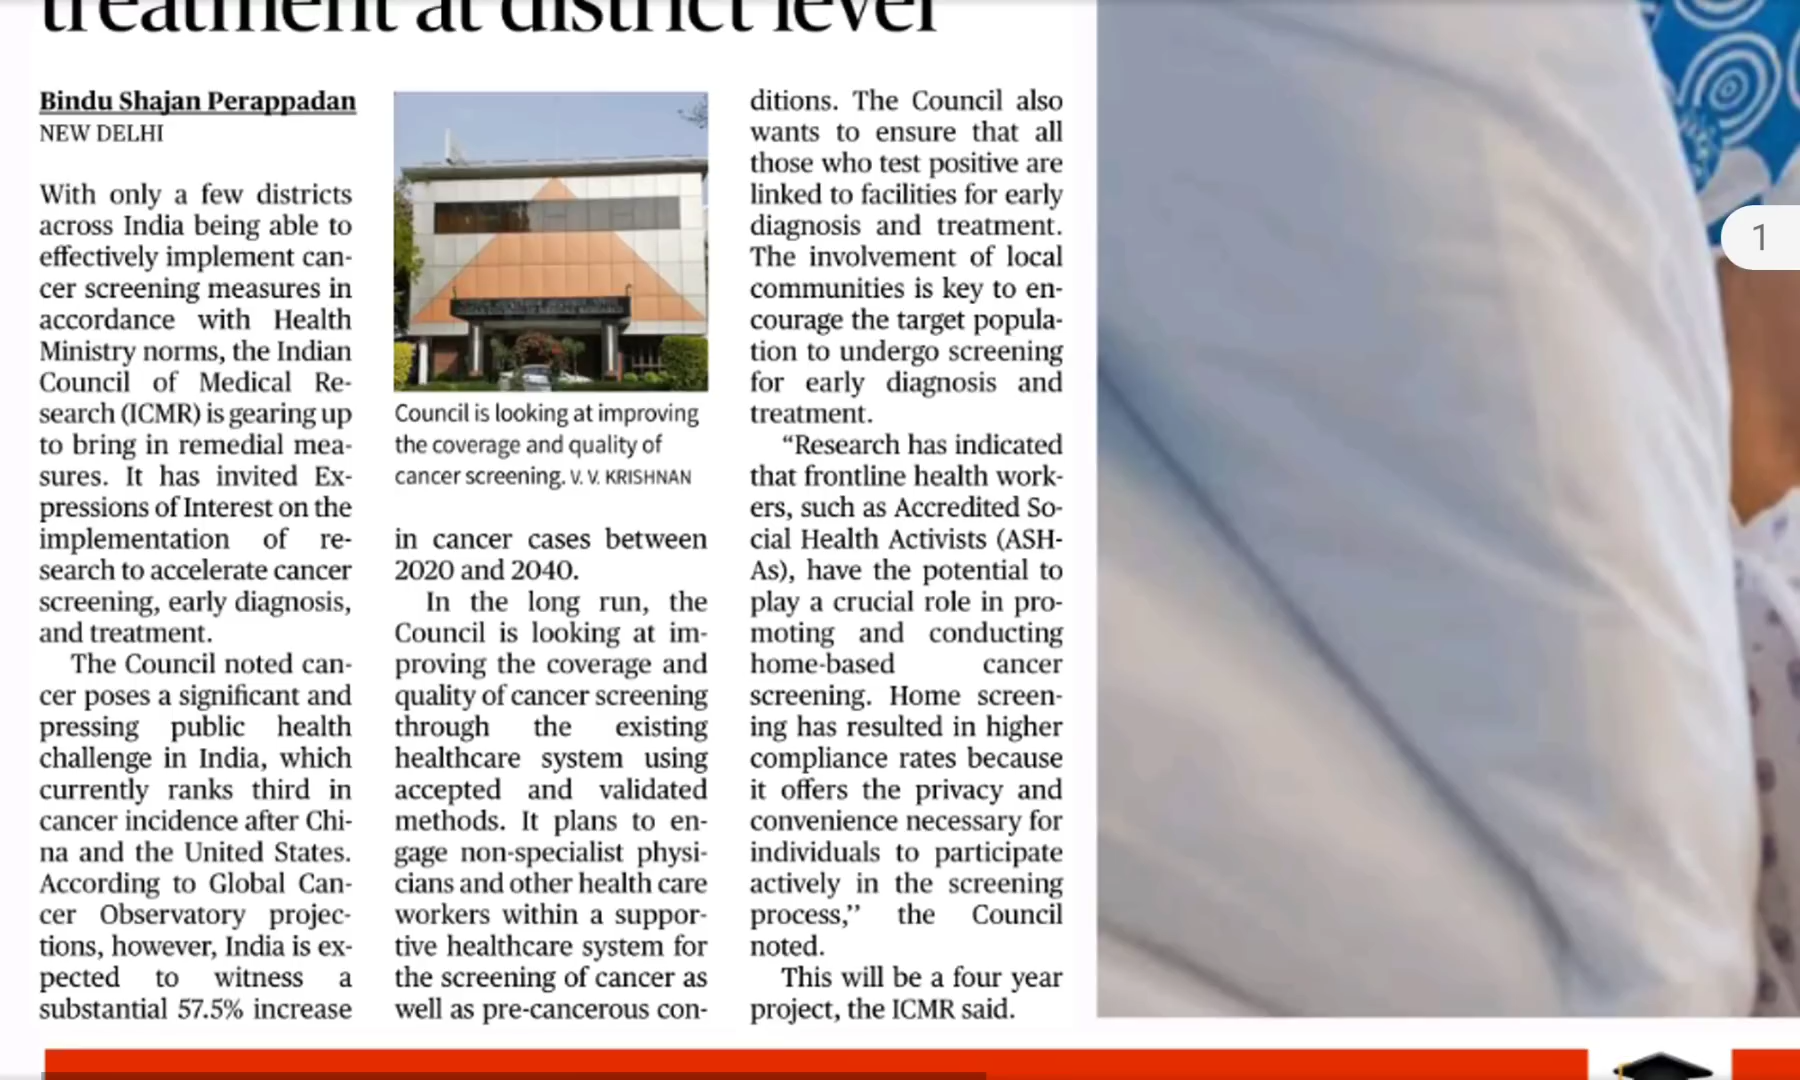 treatment at district level
Bindu Shajan Perappadan
NEW DELHI
With only a few districts
across India being able to
effectively implement can-
cer screening measures in
accordance with Health
Ministry norms, the Indian
Council of Medical Re-
search (ICMR) is gearing up
to bring in remedial mea-
sures. It has invited Ex-
pressions of Interest on the
implementation of re-
search to accelerate cancer
screening, early diagnosis,
and treatment.
The Council noted can-
cer poses a significant and
pressing public health
challenge in India, which
currently ranks third in
cancer incidence after Chi-
na and the United States.
According to Global Can-
cer Observatory projec-
tions, however, India is ex-
pected to witness a
substantial 57.5% increase
Council is looking at improving
the coverage and quality of
cancer screening. V. V. KRISHNAN
in cancer cases between
2020 and 2040.
In the long run, the
Council is looking at im-
proving the coverage and
quality of cancer screening
through the existing
healthcare system using
accepted and validated
methods. It plans to en-
gage non-specialist physi-
cians and other health care
workers within a suppor-
tive healthcare system for
the screening of cancer as
well as pre-cancerous con-
ditions. The Council also
wants to ensure that all
those who test positive are
linked to facilities for early
diagnosis and treatment.
The involvement of local
communities is key to en-
courage the target popula-
tion to undergo screening
for early diagnosis and
treatment.
“Research has indicated
that frontline health work-
ers, such as Accredited So-
cial Health Activists (ASH-
As), have the potential to
play a crucial role in pro-
moting and conducting
home-based cancer
screening. Home screen-
ing has resulted in higher
compliance rates because
it offers the privacy and
convenience necessary for
individuals to participate
actively in the screening
process,’’ the Council
noted.
This will be a four year
project, the ICMR said.
1